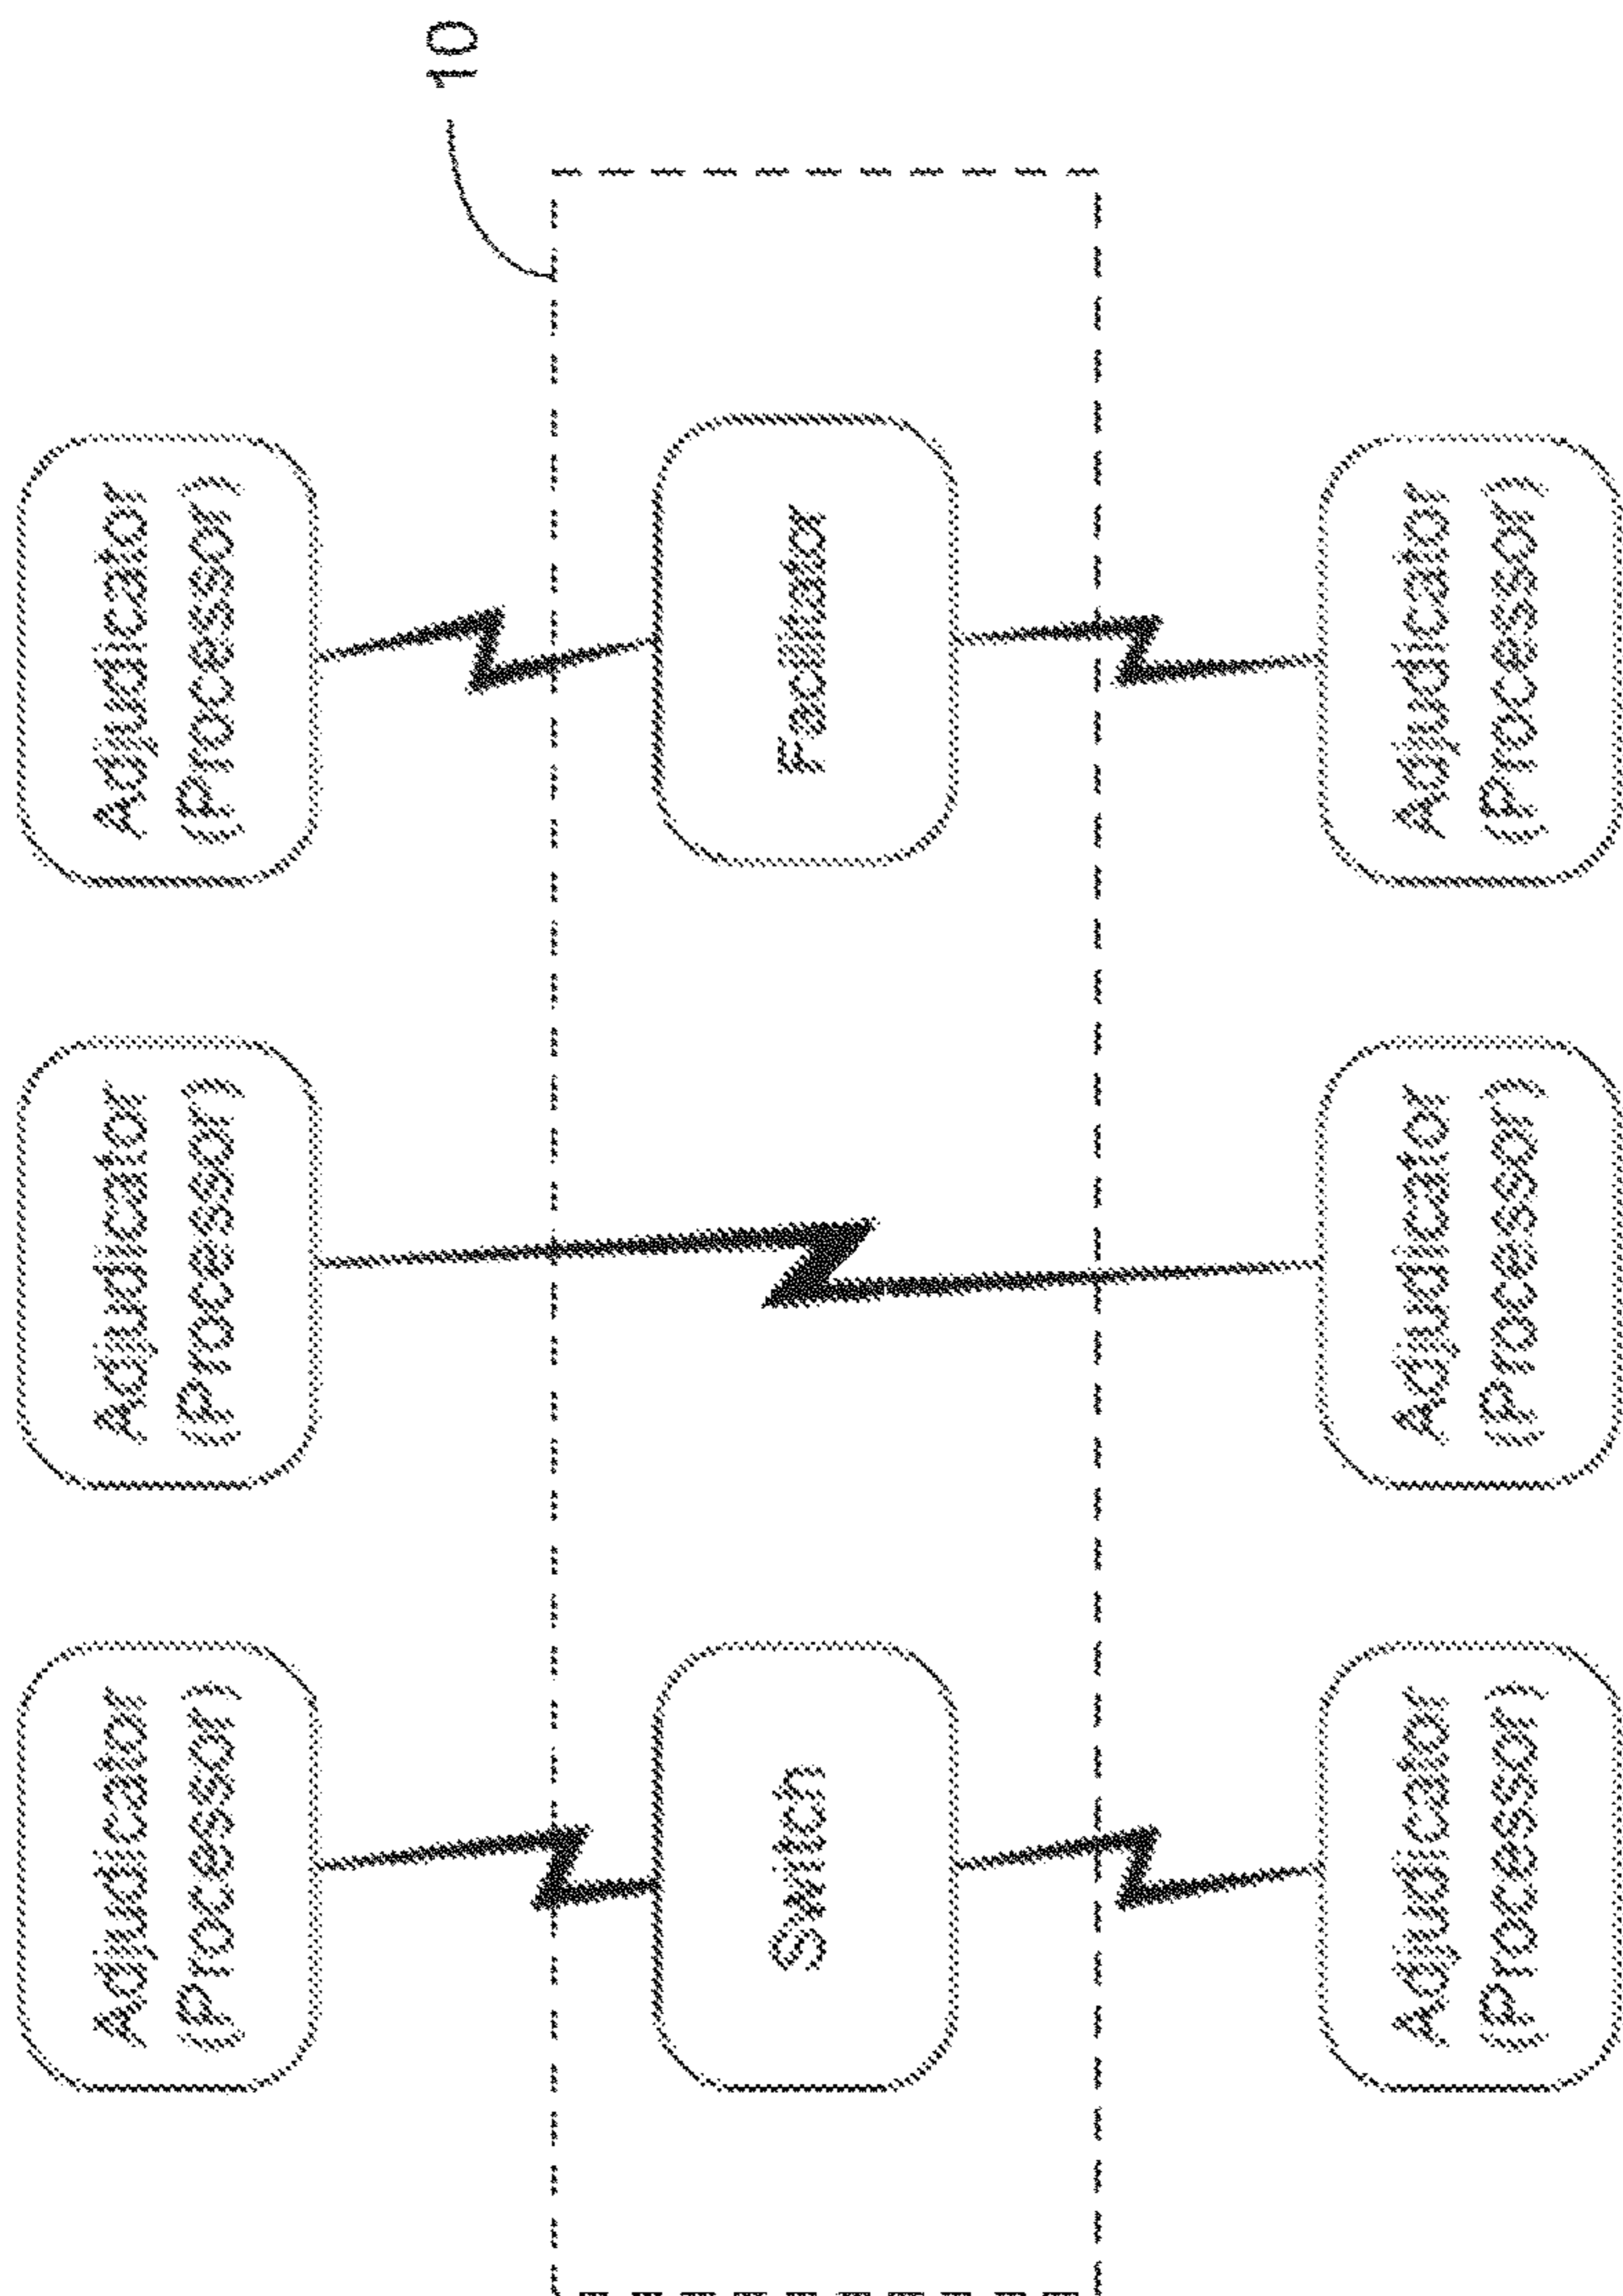 Adjudicator
(Processor)
Adjudicator
(Processor)
Adjudicator
(Processor)
10
Switch
Facilitator
Adjudicator
(Processor)
Adjudicator
(Processor)
Adjudicator
(Processor)